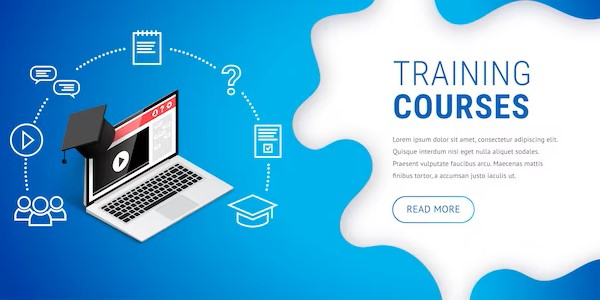 TRAINING
COURSES
Lorem ipsum dolor sit amet, consectetur adipiscing elit.
Quisque interdum nisi eget nulla aliquet sodales.
Praesent vulputate faucibus arcu. Maecenas mattis
finibus tortor, a accumsan justo iaculis ut.
READ MORE